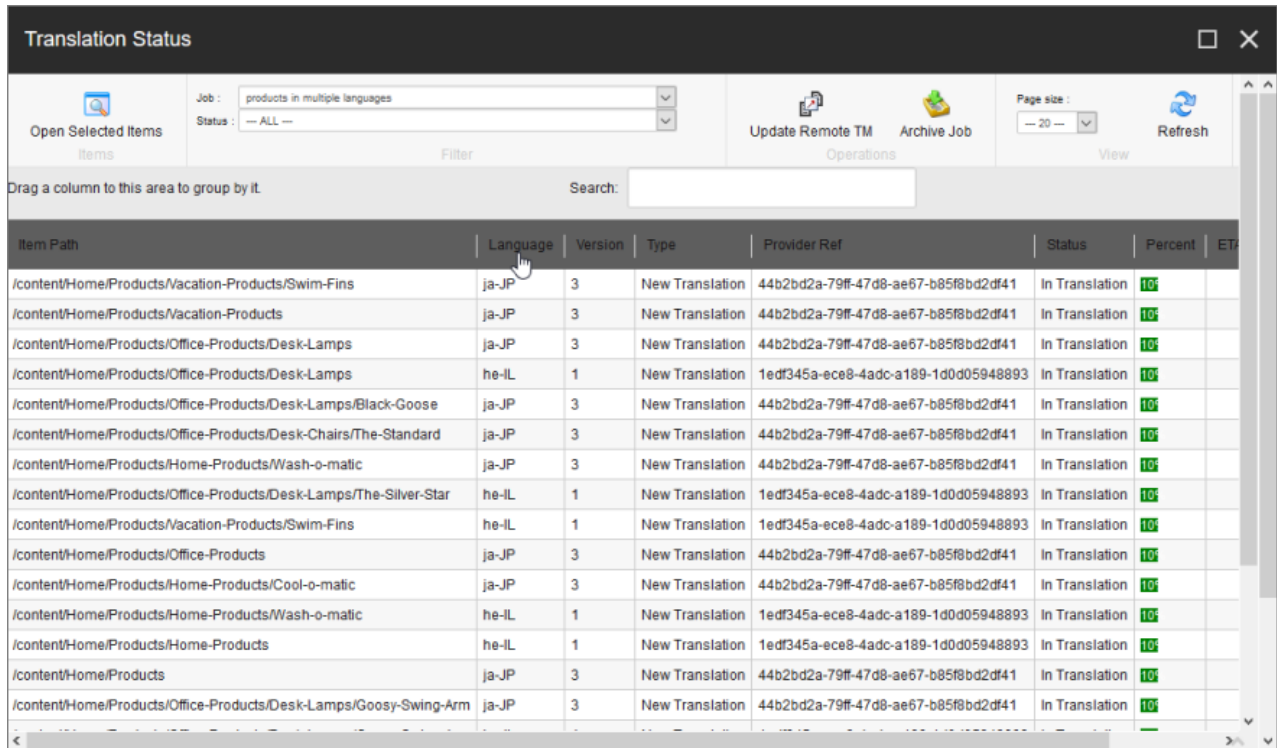 Translation Status
Open Selected Items
Items
Job : products in multiple languages
Status : --- ALL ---
Filter
Update Remote TM Archive Job
Operations
Page size :
--- 20 ---
Refresh
View
Drag a column to this area to group by it. Search:
Item Path Language Version Type Provider Ref Status Percent
/content/Home/Products/Vacation-Products/Swim-Fins ja-JP 3 New Translation 44b2bd2a-79ff-47d8-ae67-b85f8bd2df41 In Translation 10
/content/Home/Products/Vacation-Products ja-JP 3 New Translation 44b2bd2a-79ff-47d8-ae67-b85f8bd2df41 In Translation 10
/content/Home/Products/Office-Products/Desk-Lamps ja-JP 3 New Translation 44b2bd2a-79ff-47d8-ae67-b85f8bd2df41 In Translation 10
/content/Home/Products/Office-Products/Desk-Lamps he-IL 1 New Translation 1edf345a-ece8-4adc-a189-1d0d05948893 In Translation 10
/content/Home/Products/Office-Products/Desk-Lamps/Black-Goose ja-JP 3 New Translation 44b2bd2a-79ff-47d8-ae67-b85f8bd2df41 In Translation 10
/content/Home/Products/Office-Products/Desk-Chairs/The-Standard ja-JP 3 New Translation 44b2bd2a-79ff-47d8-ae67-b85f8bd2df41 In Translation 10
/content/Home/Products/Home-Products/Wash-o-matic ja-JP 3 New Translation 44b2bd2a-79ff-47d8-ae67-b85f8bd2df41 In Translation 10
/content/Home/Products/Office-Products/Desk-Lamps/The-Silver-Star he-IL 1 New Translation 1edf345a-ece8-4adc-a189-1d0d05948893 In Translation 10
/content/Home/Products/Vacation-Products/Swim-Fins he-IL 1 New Translation 1edf345a-ece8-4adc-a189-1d0d05948893 In Translation 10
/content/Home/Products/Office-Products ja-JP 3 New Translation 44b2bd2a-79ff-47d8-ae67-b85f8bd2df41 In Translation 10
/content/Home/Products/Home-Products/Cool-o-matic ja-JP 3 New Translation 44b2bd2a-79ff-47d8-ae67-b85f8bd2df41 In Translation 10
/content/Home/Products/Home-Products/Wash-o-matic he-IL 1 New Translation 1edf345a-ece8-4adc-a189-1d0d05948893 In Translation 10
/content/Home/Products/Home-Products he-IL 1 New Translation 1edf345a-ece8-4adc-a189-1d0d05948893 In Translation 10
/content/Home/Products ja-JP 3 New Translation 44b2bd2a-79ff-47d8-ae67-b85f8bd2df41 In Translation 10
/content/Home/Products/Office-Products/Desk-Lamps/Goosy-Swing-Arm ja-JP 3 New Translation 44b2bd2a-79ff-47d8-ae67-b85f8bd2df41 In Translation 10